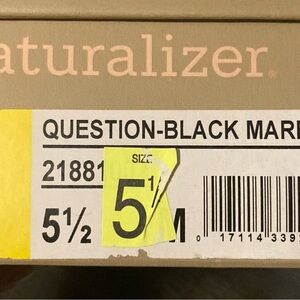 aturalizer®
QUESTION-BLACK MAR
21881
SIZE
5½
5½ M
0 17114 339